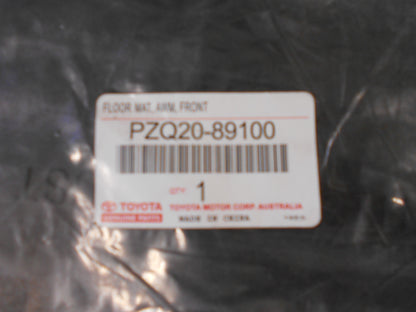 FLOOR MAT, AWM, FRONT
PZQ20-89100
QTY 1
TOYOTA TOYOTA MOTOR CORP AUSTRALIA
GENUINE PARTS MADE IN CHINA